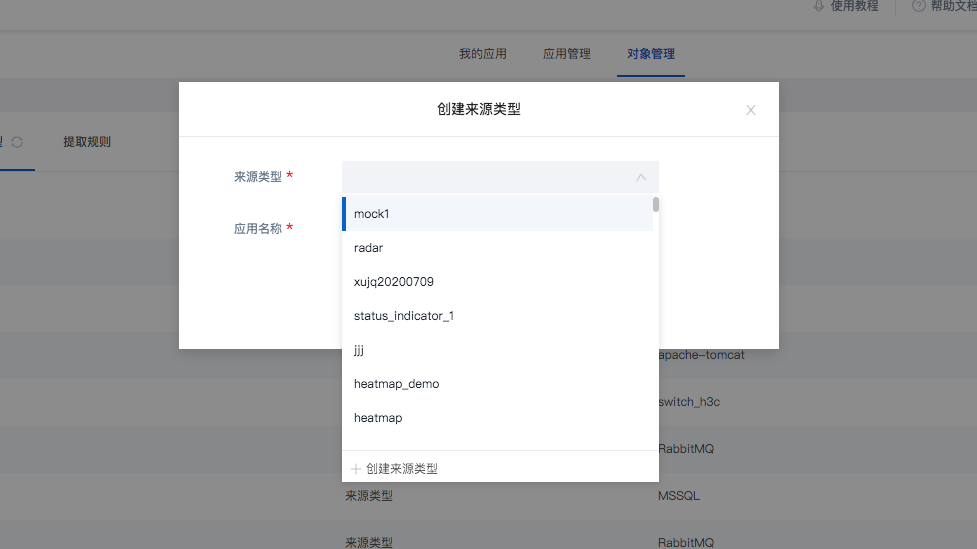 使用教程
帮助文档
我的应用
应用管理
对象管理
创建来源类型
提取规则
来源类型 *
应用名称 *
mock1
radar
xujq20200709
status_indicator_1
jjj
heatmap_demo
heatmap
创建来源类型
apache-tomcat
switch_h3c
RabbitMQ
来源类型
MSSQL
来源类型
RabbitMQ